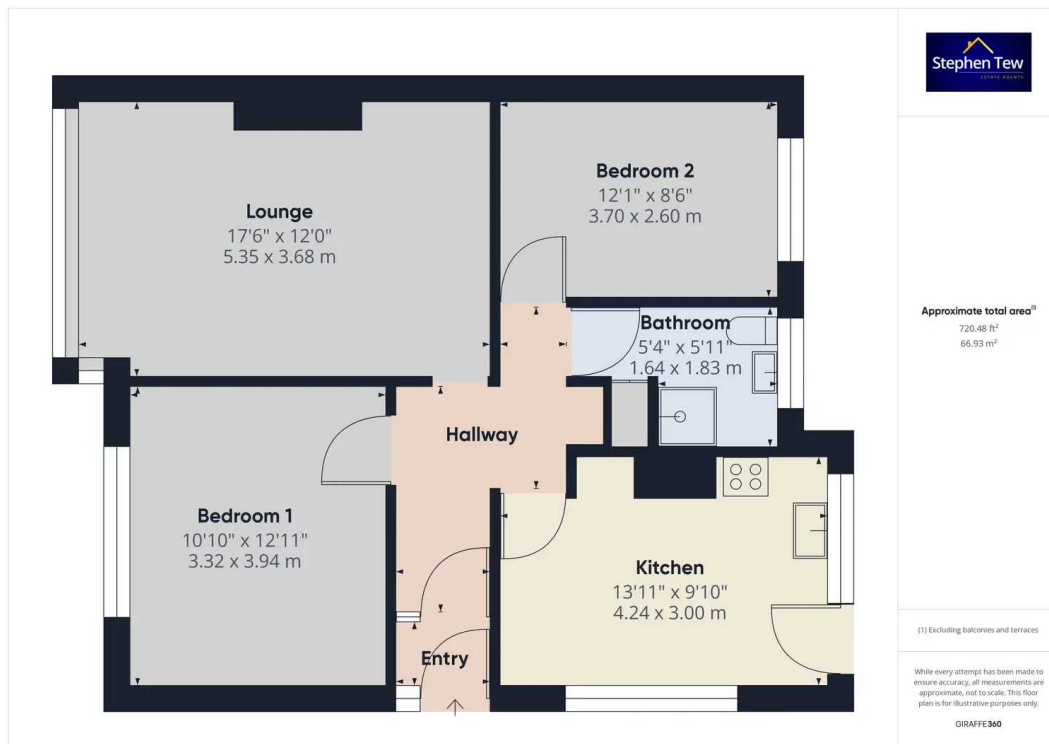 Lounge
17'6" x 12'0"
5.35 x 3.68 m
Bedroom 2
12'1" x 8'6"
3.70 x 2.60 m
Bathroom
5'4" x 5'11"
1.64 x 1.83 m
Hallway
Bedroom 1
10'10" x 12'11"
3.32 x 3.94 m
Kitchen
13'11" x 9'10"
4.24 x 3.00 m
Entry
Stephen Tew
ESTATE AGENTS
Approximate total area⁽¹⁾
720.48 ft²
66.93 m²
(1) Excluding balconies and terraces
While every attempt has been made to
ensure accuracy, all measurements are
approximate, not to scale. This floor
plan is for illustrative purposes only.
GIRAFFE360